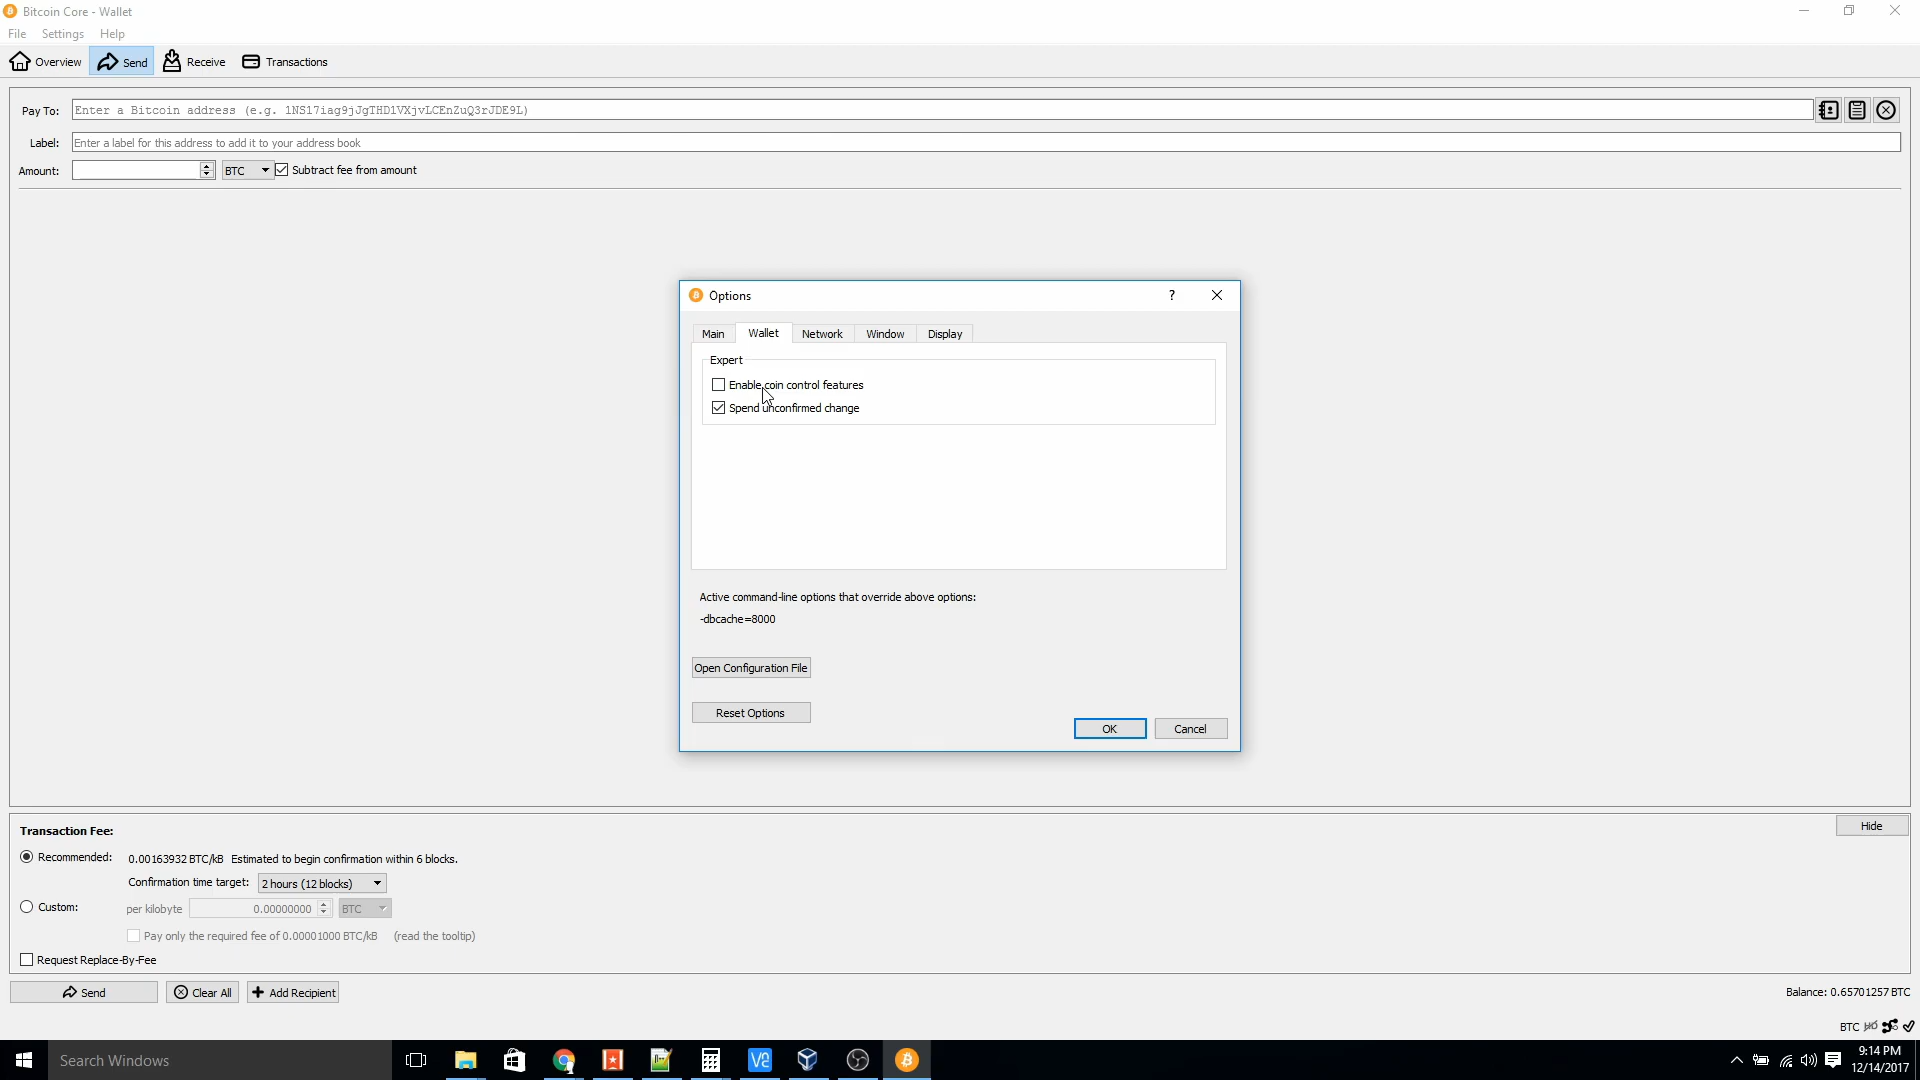 Bitcoin Core - Wallet
File Settings Help
Overview Send Receive Transactions
Pay To: Enter a Bitcoin address (e.g. 1NS17iag9jJgTHD1VXjvLCEnZuQ3rJDE9L)
Label: Enter a label for this address to add it to your address book
Amount: BTC Subtract fee from amount
Options ?
Main Wallet Network Window Display
Expert
Enable coin control features
Spend unconfirmed change
Active command-line options that override above options:
-dbcache=8000
Open Configuration File
Reset Options
OK Cancel
Transaction Fee:
Hide
Recommended: 0.00163932 BTC/kB Estimated to begin confirmation within 6 blocks.
Confirmation time target: 2 hours (12 blocks)
Custom: per kilobyte 0.00000000 BTC
Pay only the required fee of 0.00001000 BTC/kB (read the tooltip)
Request Replace-By-Fee
Send Clear All Add Recipient Balance: 0.65701257 BTC
BTC HD
Search Windows
9:14 PM
12/14/2017